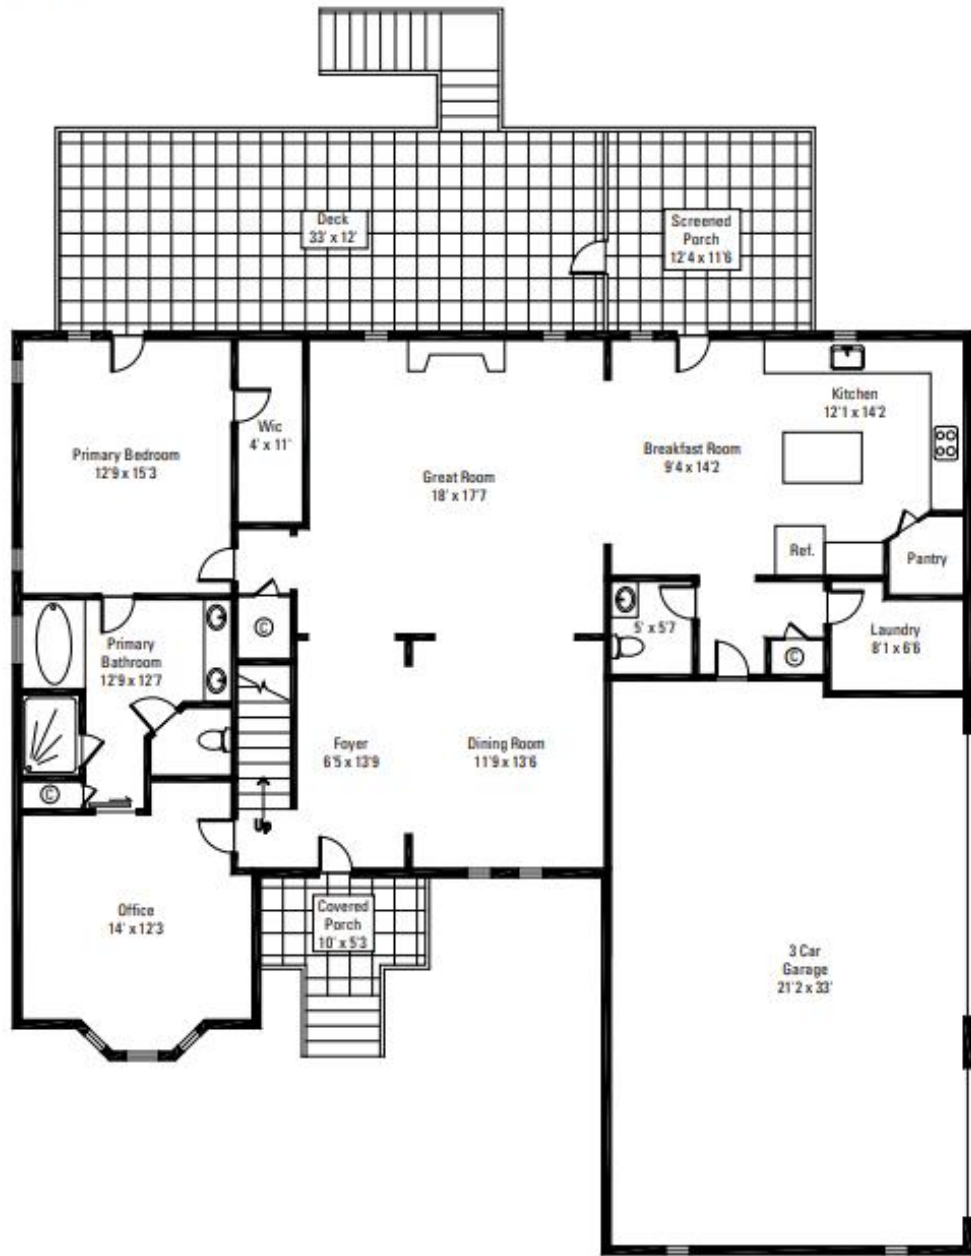 Deck
33' x 12'
Screened
Porch
12'4 x 11'6
Kitchen
12'1 x 14'2
Wic
4' x 11'
Primary Bedroom
12'9 x 15'3
Breakfast Room
9'4 x 14'2
Great Room
18' x 17'7
Ref.
Pantry
C
5' x 5'7
Laundry
8'1 x 6'6
Primary
Bathroom
12'9 x 12'7
C
Foyer
6'5 x 13'9
Dining Room
11'9 x 13'6
C
Up
Office
14' x 12'3
Covered
Porch
10' x 5'3
3 Car
Garage
21'2 x 33'